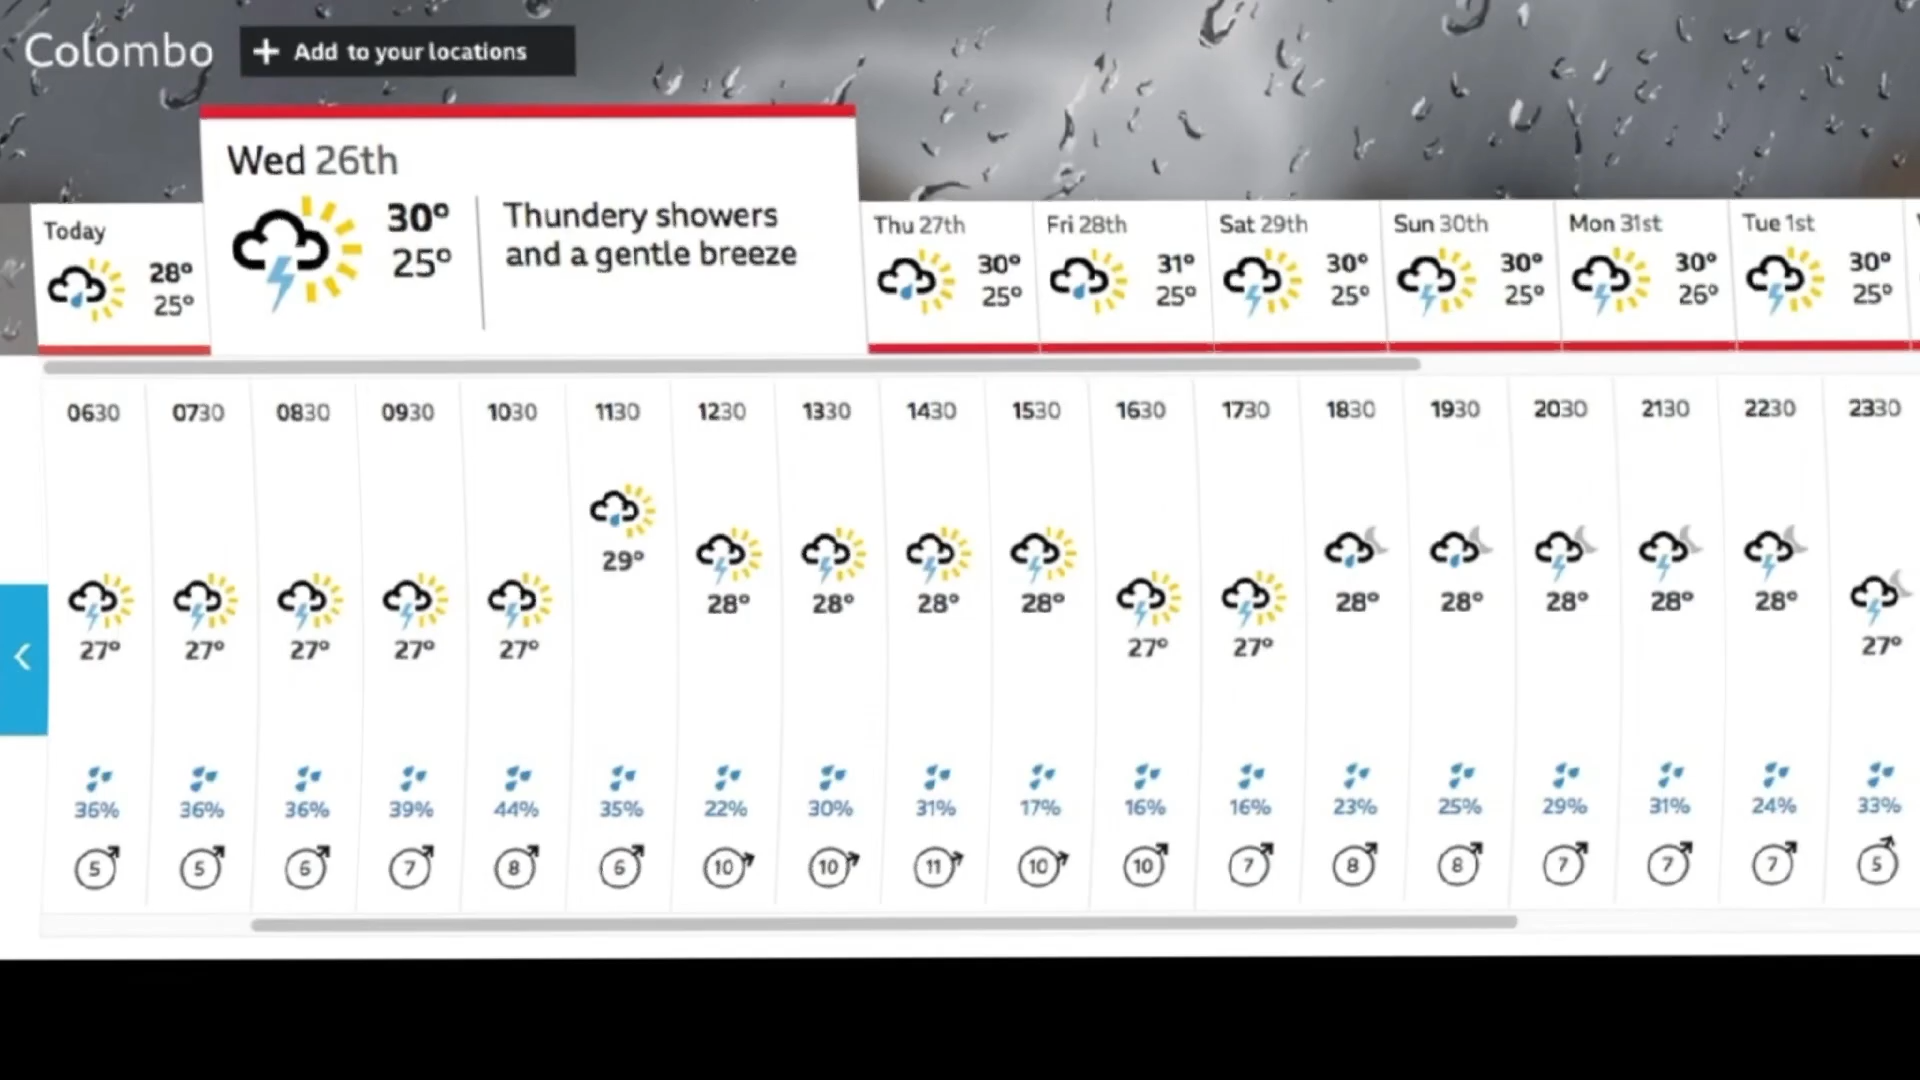 Colombo
+ Add to your locations
Wed 26th
30°
25°
Thundery showers
and a gentle breeze
Today
28°
25°
Thu 27th
30°
25°
Fri 28th
31°
25°
Sat 29th
30°
25°
Sun 30th
30°
25°
Mon 31st
30°
26°
Tue 1st
30°
25°
0630 0730 0830 0930 1030 1130 1230 1330 1430 1530 1630 1730 1830 1930 2030 2130 2230 2330
27° 27° 27° 27° 27° 29° 28° 28° 28° 28° 27° 27° 28° 28° 28° 28° 28° 27°
36% 36% 36% 39% 44% 35% 22% 30% 31% 17% 16% 16% 23% 25% 29% 31% 24% 33%
5 5 6 7 8 6 10 10 11 10 10 7 8 8 7 7 7 5